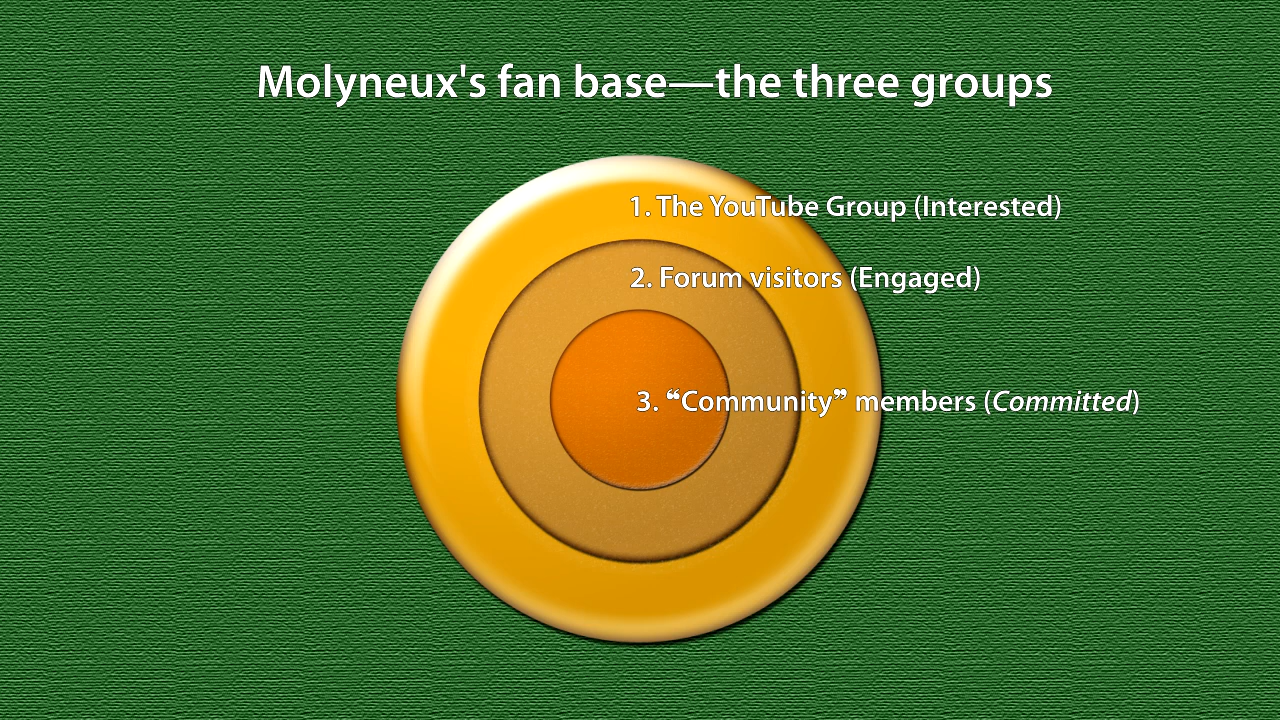 Molyneux's fan base—the three groups
1. The YouTube Group (Interested)
2. Forum visitors (Engaged)
3. “Community” members (Committed)